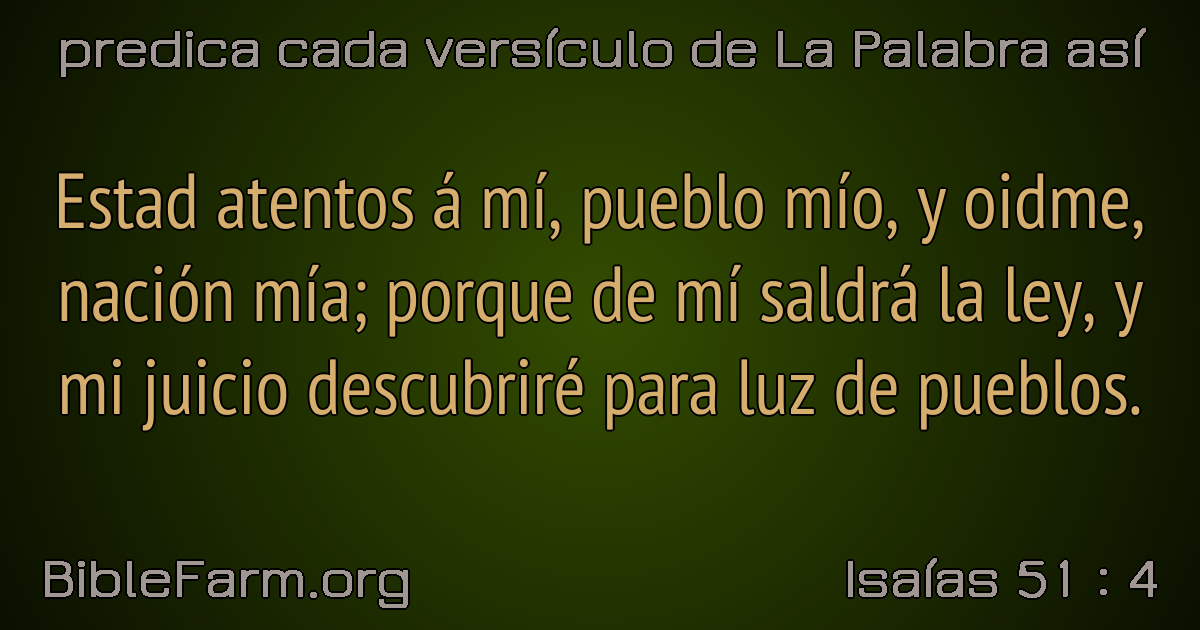 predica cada versículo de La Palabra así
Estad atentos á mí, pueblo mío, y oidme,
nación mía; porque de mí saldrá la ley, y
mi juicio descubriré para luz de pueblos.
BibleFarm.org
Isaías 51 : 4